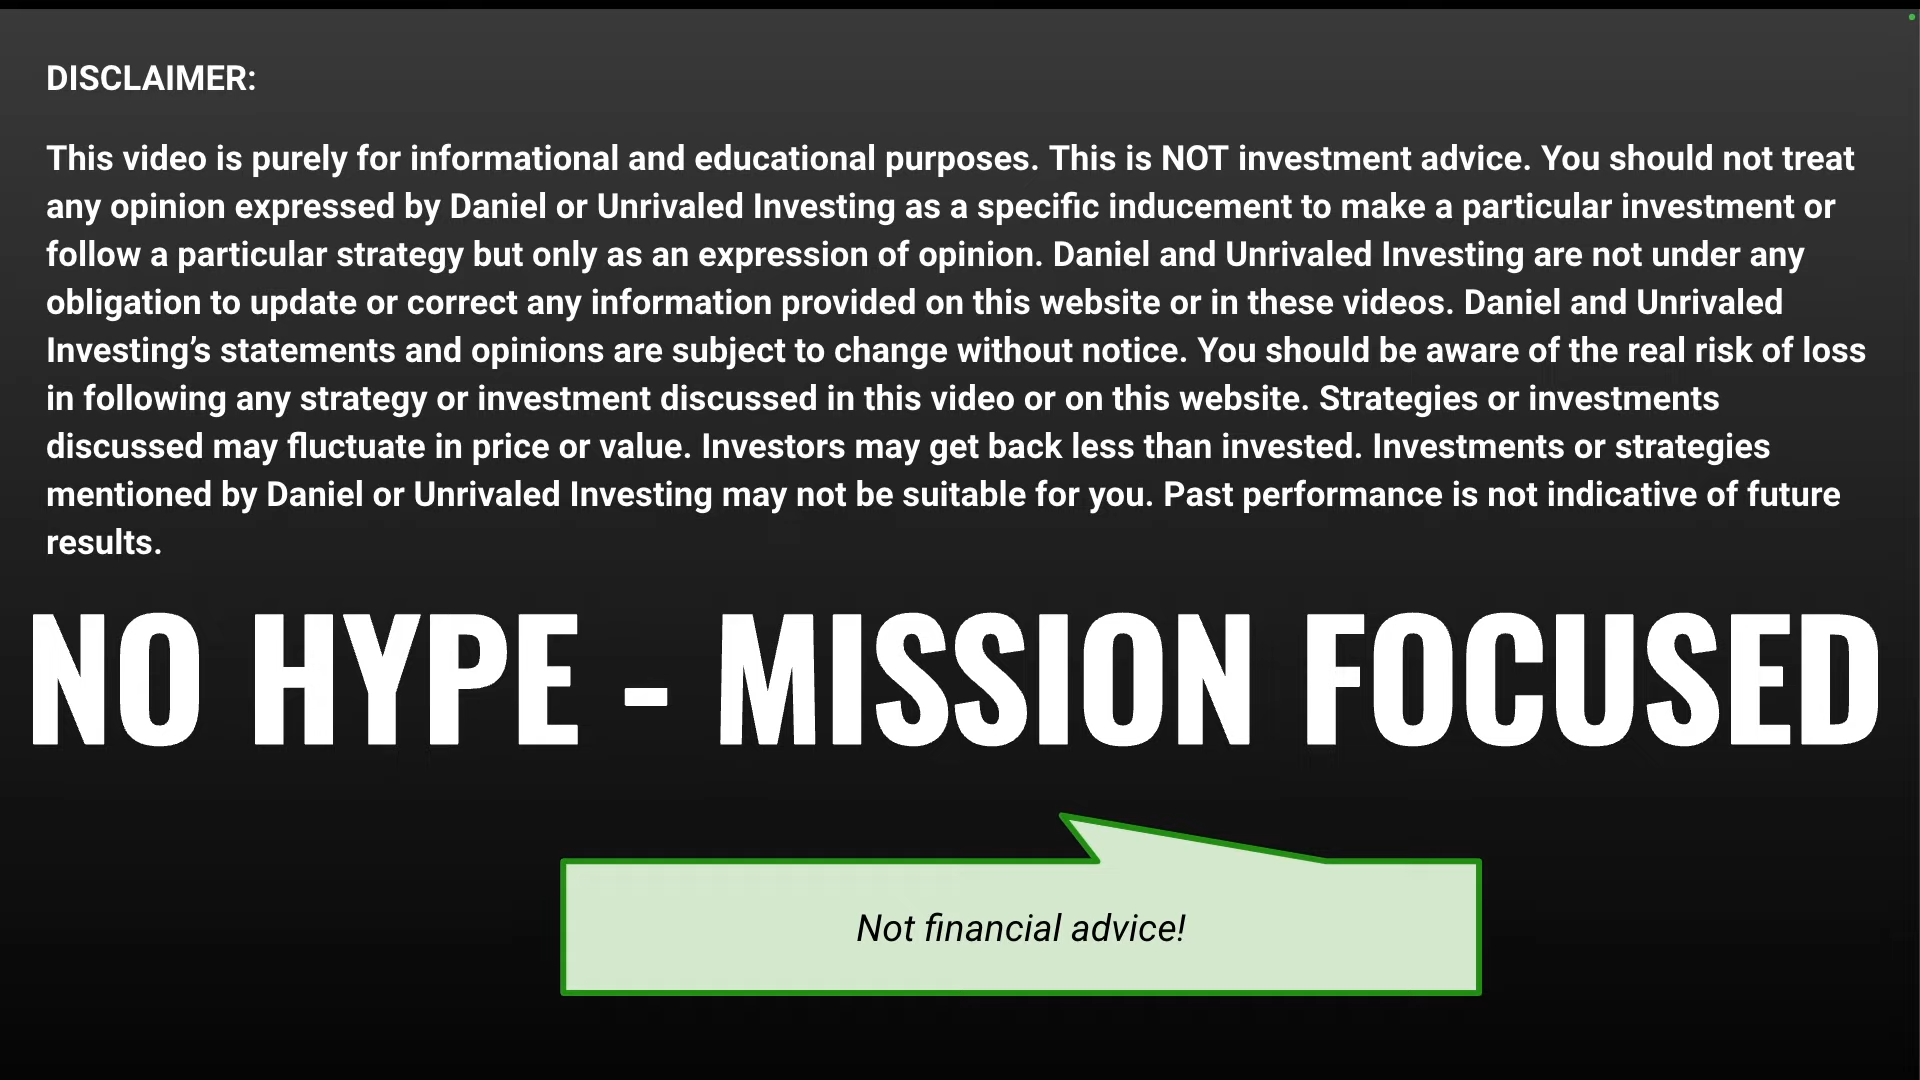 DISCLAIMER:
This video is purely for informational and educational purposes. This is NOT investment advice. You should not treat
any opinion expressed by Daniel or Unrivaled Investing as a specific inducement to make a particular investment or
follow a particular strategy but only as an expression of opinion. Daniel and Unrivaled Investing are not under any
obligation to update or correct any information provided on this website or in these videos. Daniel and Unrivaled
Investing’s statements and opinions are subject to change without notice. You should be aware of the real risk of loss
in following any strategy or investment discussed in this video or on this website. Strategies or investments
discussed may fluctuate in price or value. Investors may get back less than invested. Investments or strategies
mentioned by Daniel or Unrivaled Investing may not be suitable for you. Past performance is not indicative of future
results.
NO HYPE - MISSION FOCUSED
Not financial advice!